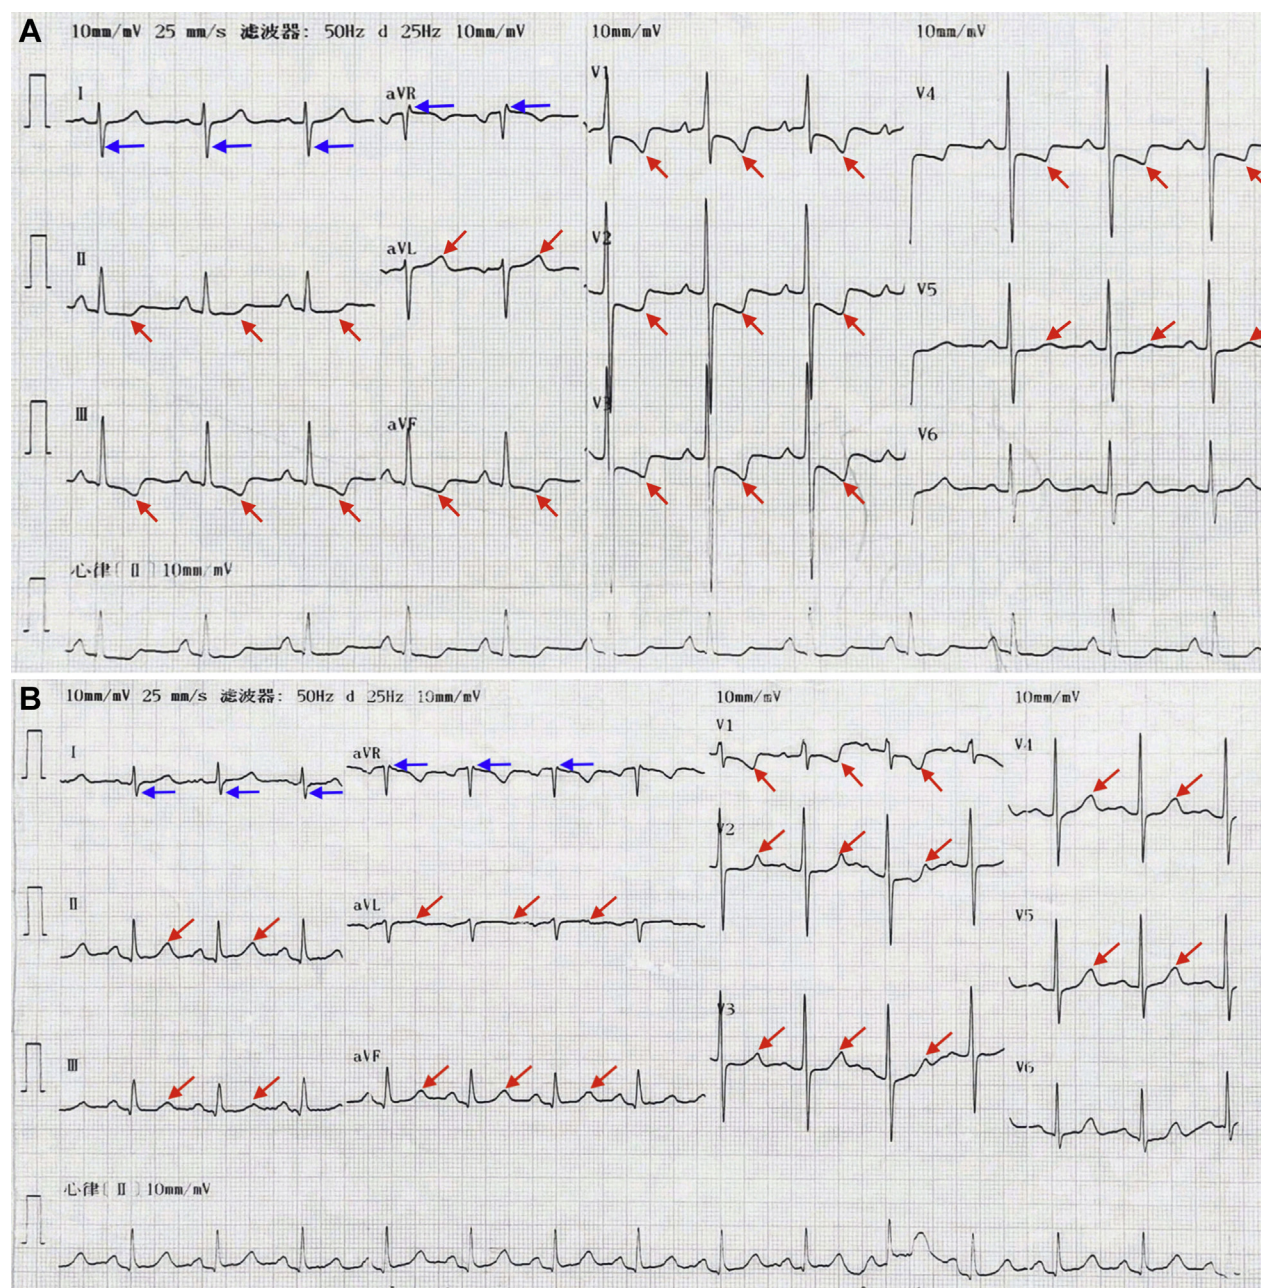 A
10mm/mV 25 mm/s 滤波器: 50Hz d 25Hz 10mm/mV
10mm/mV
10mm/mV
I
aVR
V1
V4
II
aVL
V2
V5
III
aVF
V3
V6
心律[ II ]10mm/mV
B
10mm/mV 25 mm/s 滤波器: 50Hz d 25Hz 10mm/mV
10mm/mV
10mm/mV
I
aVR
V1
V4
V2
II
aVL
V5
III
aVF
V3
V6
心律[ II ]10mm/mV